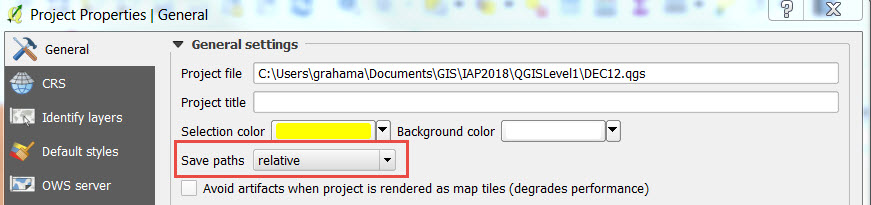 Project Properties | General
General
CRS
Identify layers
Default styles
OWS server
General settings
Project file C:\Users\grahama\Documents\GIS\IAP2018\QGISLevel1\DEC12.qgs
Project title
Selection color Background color
Save paths relative
Avoid artifacts when project is rendered as map tiles (degrades performance)